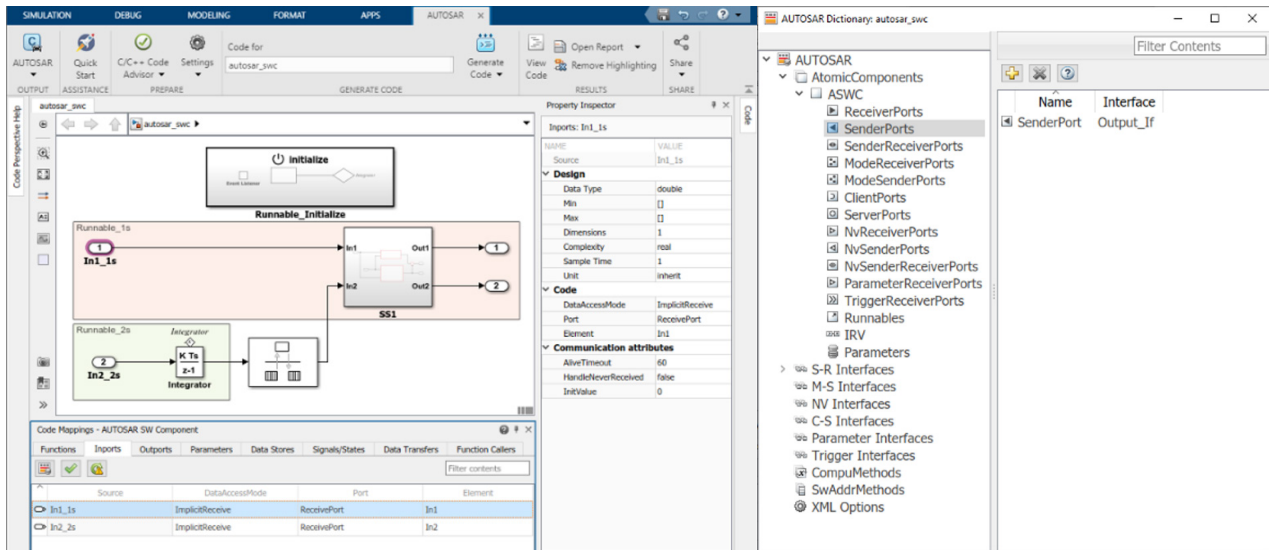 SIMULATION DEBUG MODELING FORMAT APPS AUTOSAR
AUTOSAR
Quick
Start
C/C++ Code
Advisor
Settings
Code for
autosar_swc
Generate
Code
View
Code
Open Report
Remove Highlighting
Share
OUTPUT ASSISTANCE PREPARE GENERATE CODE RESULTS SHARE
Code Perspective Help
autosar_swc
autosar_swc
initialize
Event Listener
Runnable_Initialize
Runnable_1s
1
In1_1s
In1
Out1
1
In2
Out2
2
SS1
Runnable_2s
Integrator
2
In2_2s
K Ts
z-1
Integrator
Code Mappings - AUTOSAR SW Component
Functions Inports Outports Parameters Data Stores Signals/States Data Transfers Function Callers
Filter contents
Source DataAccessMode Port Element
In1_1s ImplicitReceive ReceivePort In1
In2_2s ImplicitReceive ReceivePort In2
Property Inspector
Code
Inports: In1_1s
NAME VALUE
Source In1_1s
Design
Data Type double
Min []
Max []
Dimensions 1
Complexity real
Sample Time 1
Unit inherit
Code
DataAccessMode ImplicitReceive
Port ReceivePort
Element In1
Communication attributes
AliveTimeout 60
HandleNeverReceived false
InitValue 0
AUTOSAR Dictionary: autosar_swc
AUTOSAR
AtomicComponents
ASWC
ReceiverPorts
SenderPorts
SenderReceiverPorts
ModeReceiverPorts
ModeSenderPorts
ClientPorts
ServerPorts
NvReceiverPorts
NvSenderPorts
NvSenderReceiverPorts
ParameterReceiverPorts
TriggerReceiverPorts
Runnables
IRV
Parameters
S-R Interfaces
M-S Interfaces
NV Interfaces
C-S Interfaces
Parameter Interfaces
Trigger Interfaces
CompuMethods
SwAddrMethods
XML Options
Filter Contents
Name Interface
SenderPort Output_If